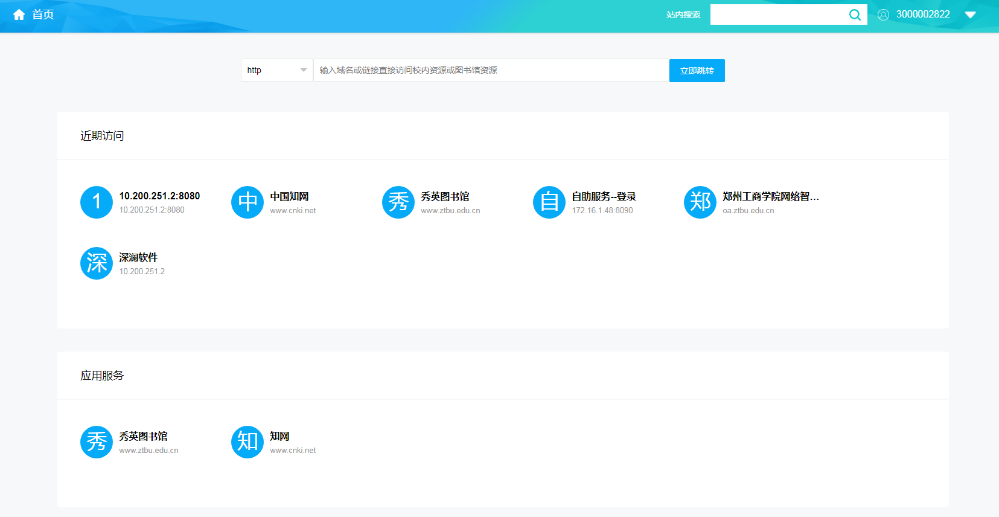 首页
站内搜索
3000002822
http
输入域名或链接直接访问校内资源或图书馆资源
立即跳转
近期访问
1
10.200.251.2:8080
10.200.251.2:8080
中
中国知网
www.cnki.net
秀
秀英图书馆
www.ztbu.edu.cn
自
自助服务--登录
172.16.1.48:8090
郑
郑州工商学院网络智...
oa.ztbu.edu.cn
深
深澜软件
10.200.251.2
应用服务
秀
秀英图书馆
www.ztbu.edu.cn
知
知网
www.cnki.net